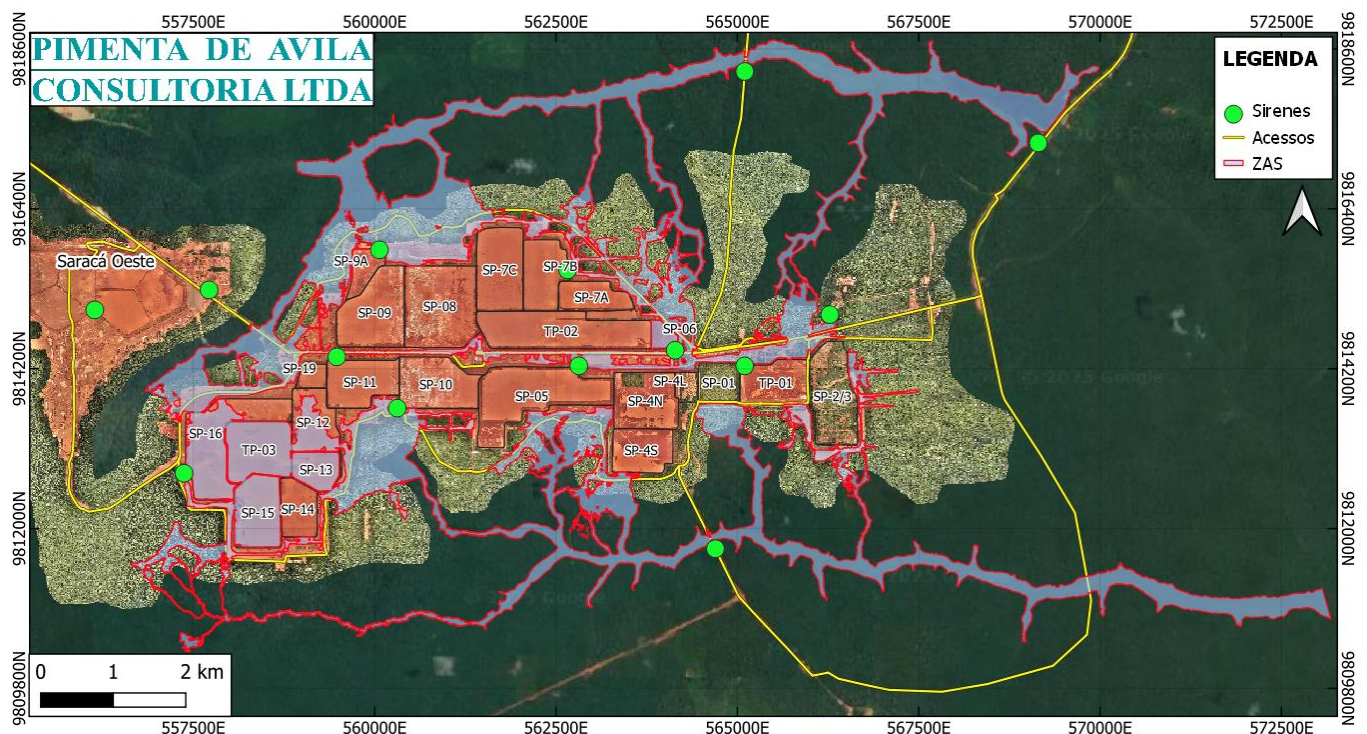 557500E 560000E 562500E 565000E 567500E 570000E 572500E
9818600N
9816400N
9814200N
9812000N
9809800N
PIMENTA DE AVILA
CONSULTORIA LTDA
LEGENDA
Sirenes
Acessos
ZAS
Saracá Oeste
SP-9A
SP-7C
SP-7B
SP-7A
SP-09
SP-08
TP-02
SP-06
SP-19
SP-11
SP-10
SP-05
SP-4L
SP-4N
SP-01
TP-01
SP-2/3
SP-16
SP-12
TP-03
SP-13
SP-4S
SP-15
SP-14
0 1 2 km
9818600N
9816400N
9814200N
9812000N
9809800N
557500E 560000E 562500E 565000E 567500E 570000E 572500E